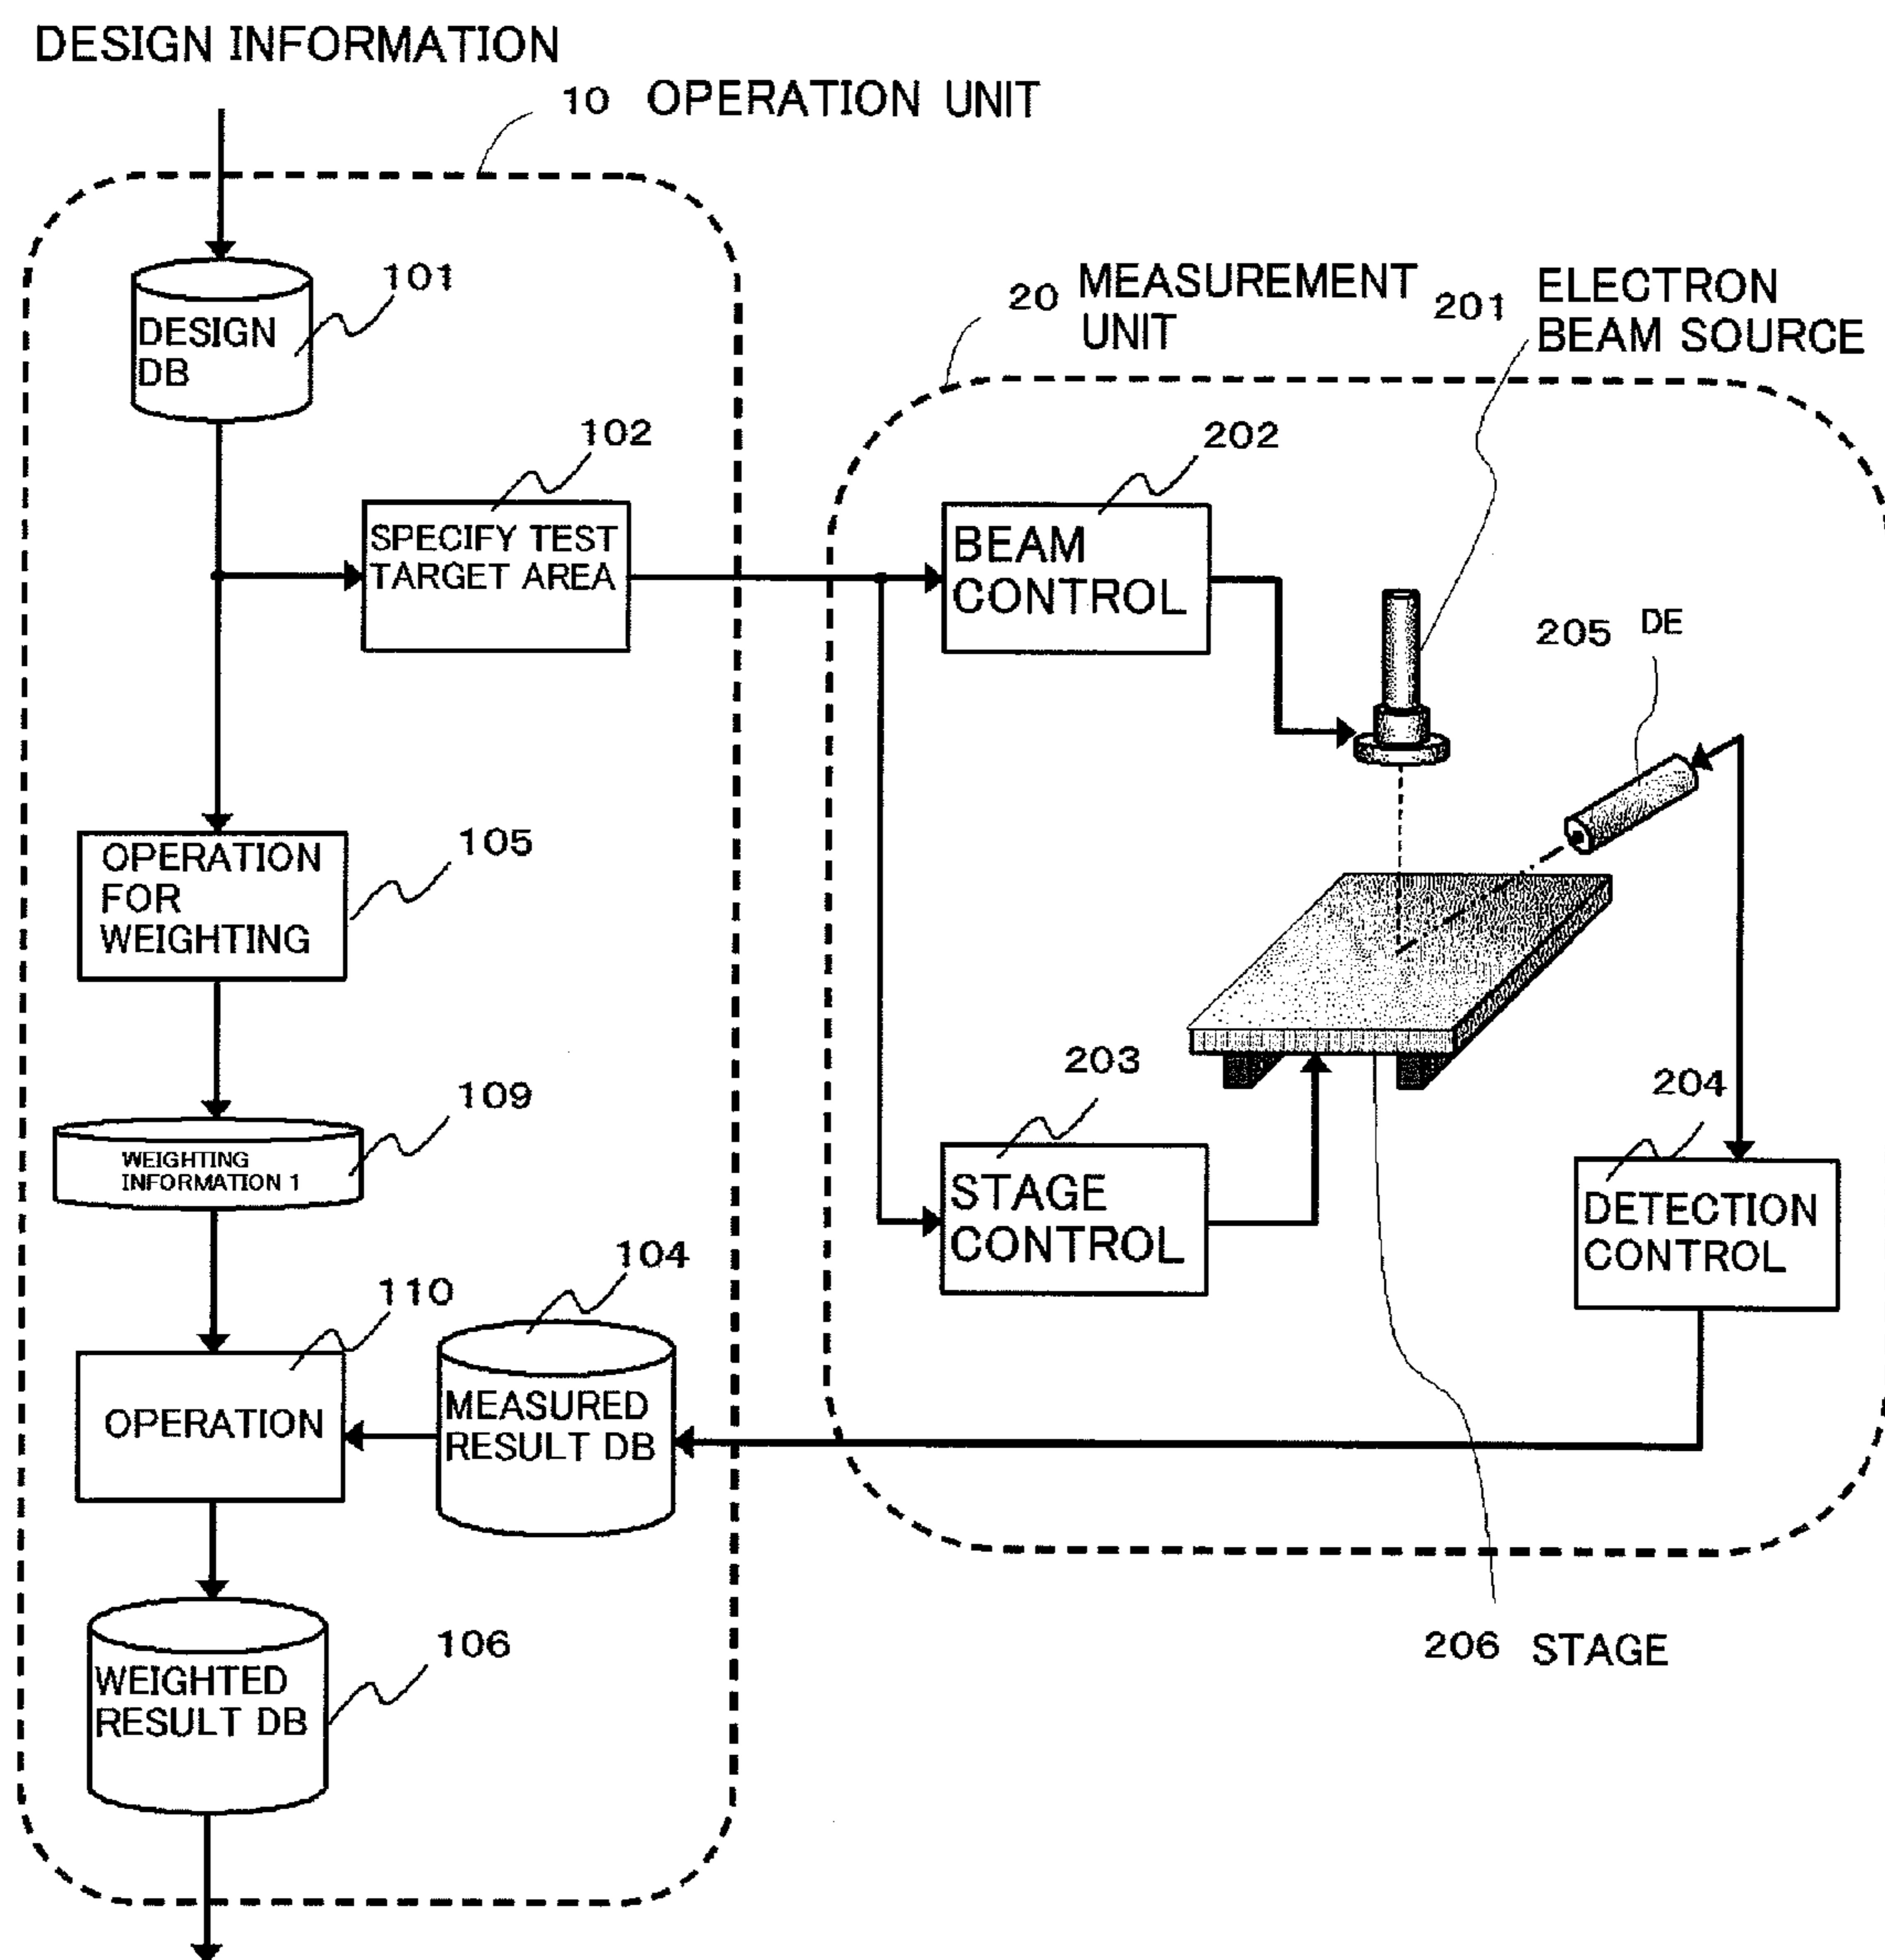 DESIGN INFORMATION
10 OPERATION UNIT
101
DESIGN
DB
102
SPECIFY TEST
TARGET AREA
105
OPERATION
FOR
WEIGHTING
109
WEIGHTING
INFORMATION 1
110
OPERATION
104
MEASURED
RESULT DB
106
WEIGHTED
RESULT DB
20 MEASUREMENT
UNIT
201 ELECTRON
BEAM SOURCE
202
BEAM
CONTROL
205 DE
203
STAGE
CONTROL
204
DETECTION
CONTROL
206 STAGE